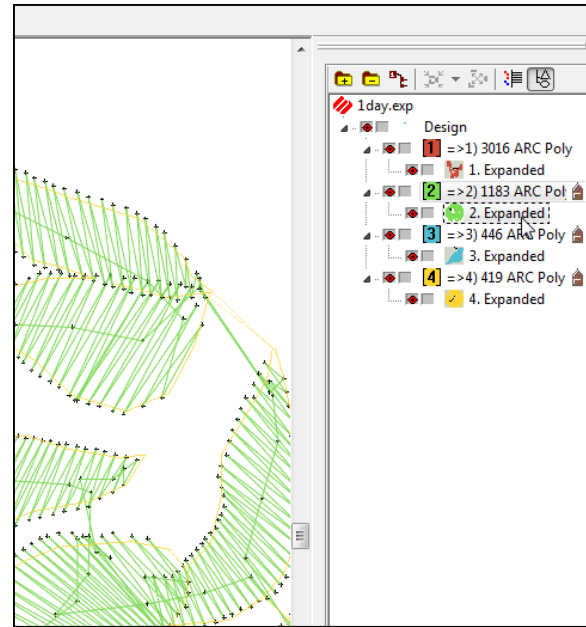 1day.exp
Design
1 =>1) 3016 ARC Poly
1. Expanded
2 =>2) 1183 ARC Pol
2. Expanded
3 =>3) 446 ARC Poly
3. Expanded
4 =>4) 419 ARC Poly
4. Expanded